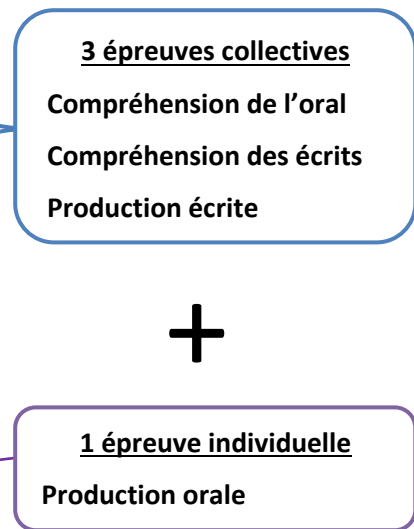 3 épreuves collectives
Compréhension de l’oral
Compréhension des écrits
Production écrite
+
1 épreuve individuelle
Production orale